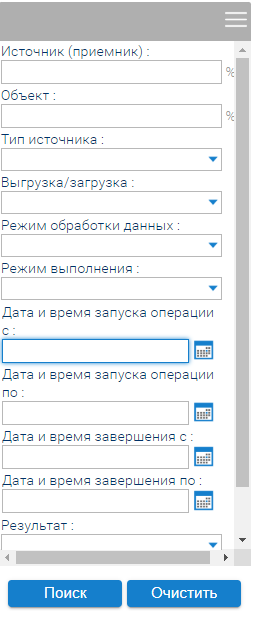 Источник (приемник) :
%
Объект :
%
Тип источника :
Выгрузка/загрузка :
Режим обработки данных :
Режим выполнения :
Дата и время запуска операции
с :
Дата и время запуска операции
по :
Дата и время завершения с :
Дата и время завершения по :
Результат :
Поиск Очистить